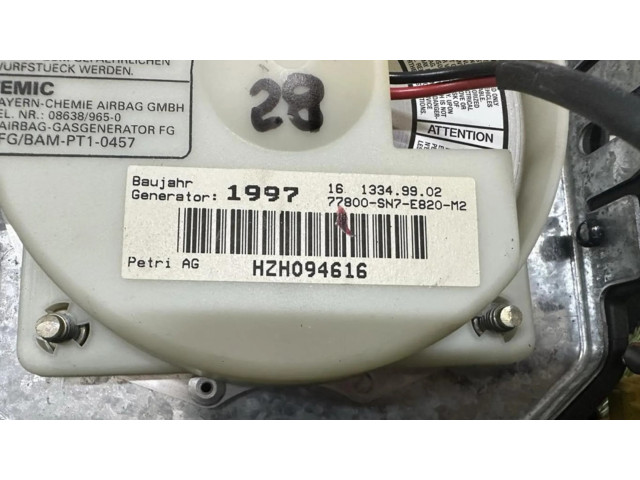 WURFSTUECK WERDEN.
EMIC
AYERN-CHEMIE AIRBAG GMBH
EL. NR.: 08638/965-0
AIRBAG-GASGENERATOR FG
FG/BAM-PT1-0457
28
ATTENTION
Baujahr
Generator: 1997
16 1334.99.02
77800-SN7-E820-M2
Petri AG
HZH094616